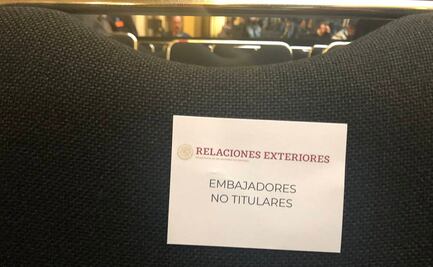 RELACIONES EXTERIORES
EMBAJADORES
NO TITULARES